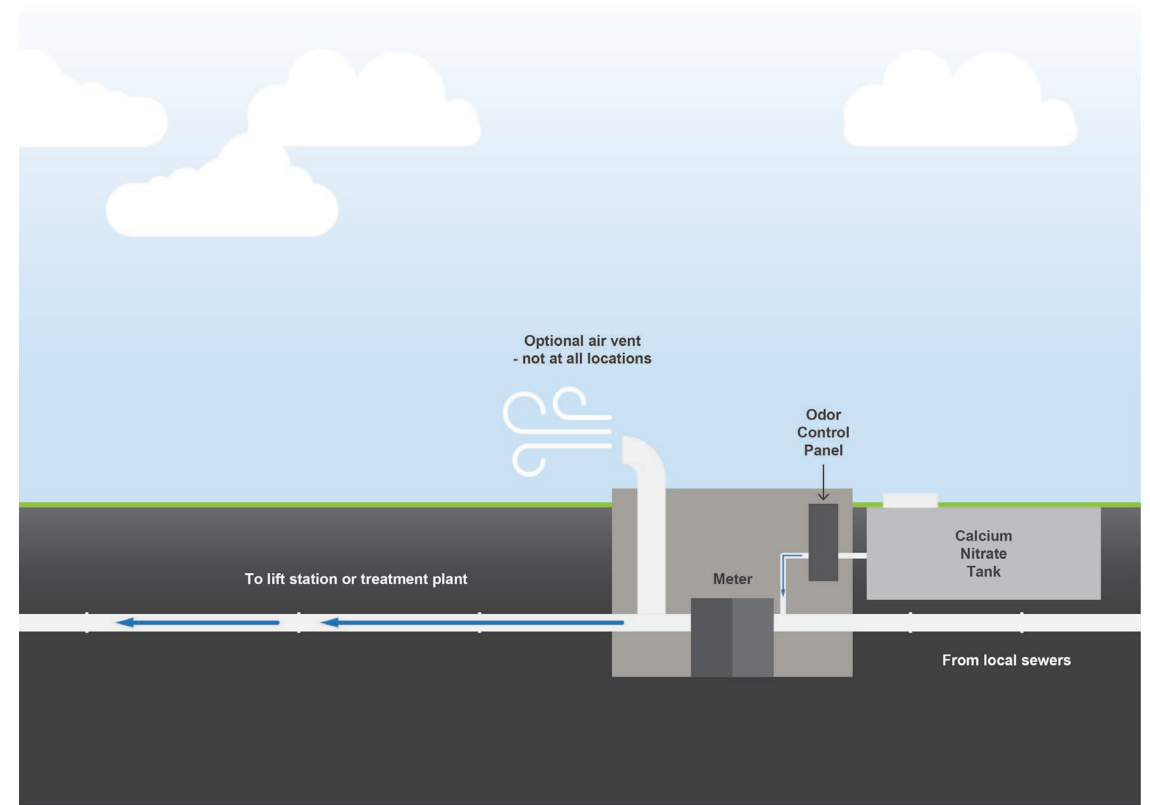 Optional air vent
- not at all locations
Odor
Control
Panel
Calcium
Nitrate
Tank
To lift station or treatment plant
Meter
From local sewers